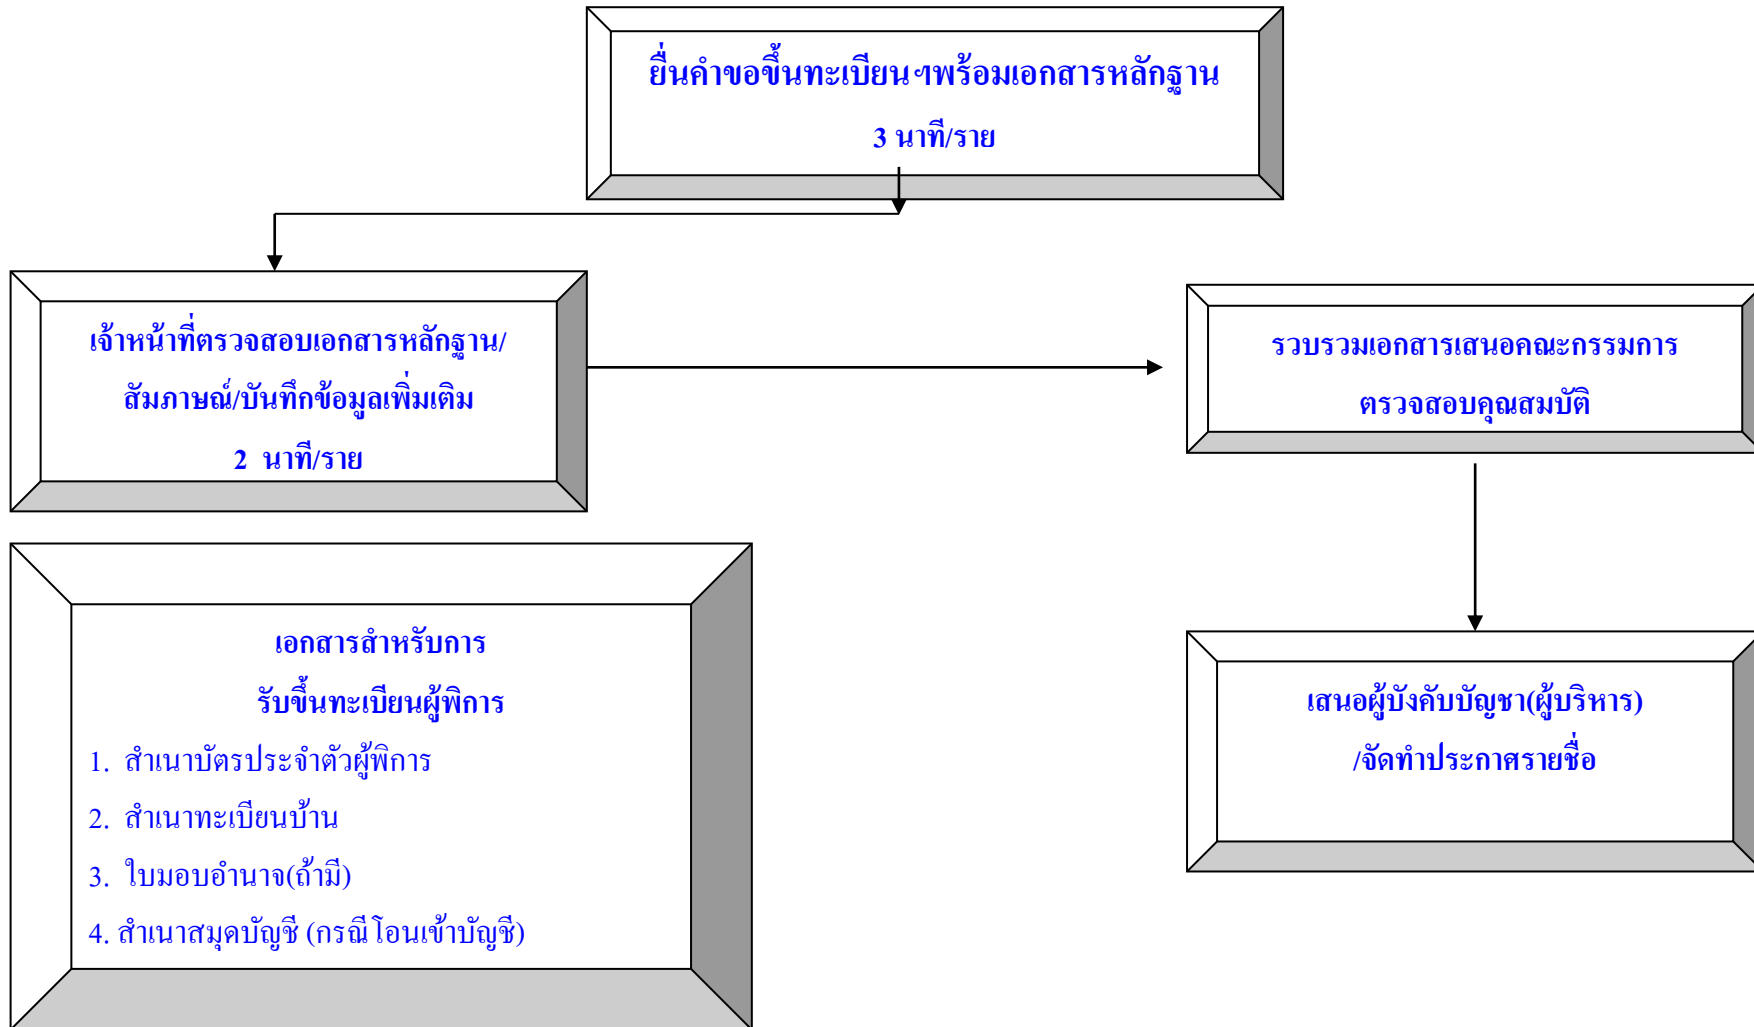 ยื่นคำขอขึ้นทะเบียนฯพร้อมเอกสารหลักฐาน
3 นาที/ราย
เจ้าหน้าที่ตรวจสอบเอกสารหลักฐาน/
สัมภาษณ์/บันทึกข้อมูลเพิ่มเติม
2 นาที/ราย
รวบรวมเอกสารเสนอคณะกรรมการ
ตรวจสอบคุณสมบัติ
เอกสารสำหรับการ
รับขึ้นทะเบียนผู้พิการ
1. สำเนาบัตรประจำตัวผู้พิการ
2. สำเนาทะเบียนบ้าน
3. ใบมอบอำนาจ(ถ้ามี)
4. สำเนาสมุดบัญชี (กรณีโอนเข้าบัญชี)
เสนอผู้บังคับบัญชา(ผู้บริหาร)
/จัดทำประกาศรายชื่อ